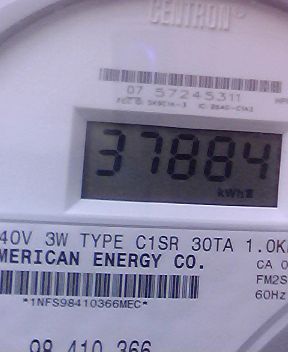 CENTRON®
07 57245311
37884
kWh
40V 3W TYPE C1SR 30TA 1.0K
MERICAN ENERGY CO.
CA 0
FM2S
60Hz
*1NFS98410366MEC*
98 410 366